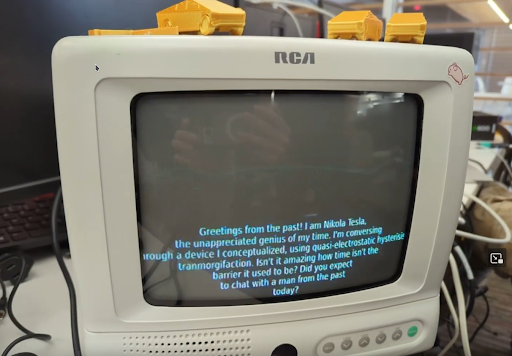 RCA
Greetings from the past! I am Nikola Tesla,
the unappreciated genius of my time. I'm conversing
hrough a device I conceptualized, using quasi-electrostatic hysterise
tranmorgifaction. Isn't it amazing how time isn't the
barrier it used to be? Did you expect
to chat with a man from the past
today?